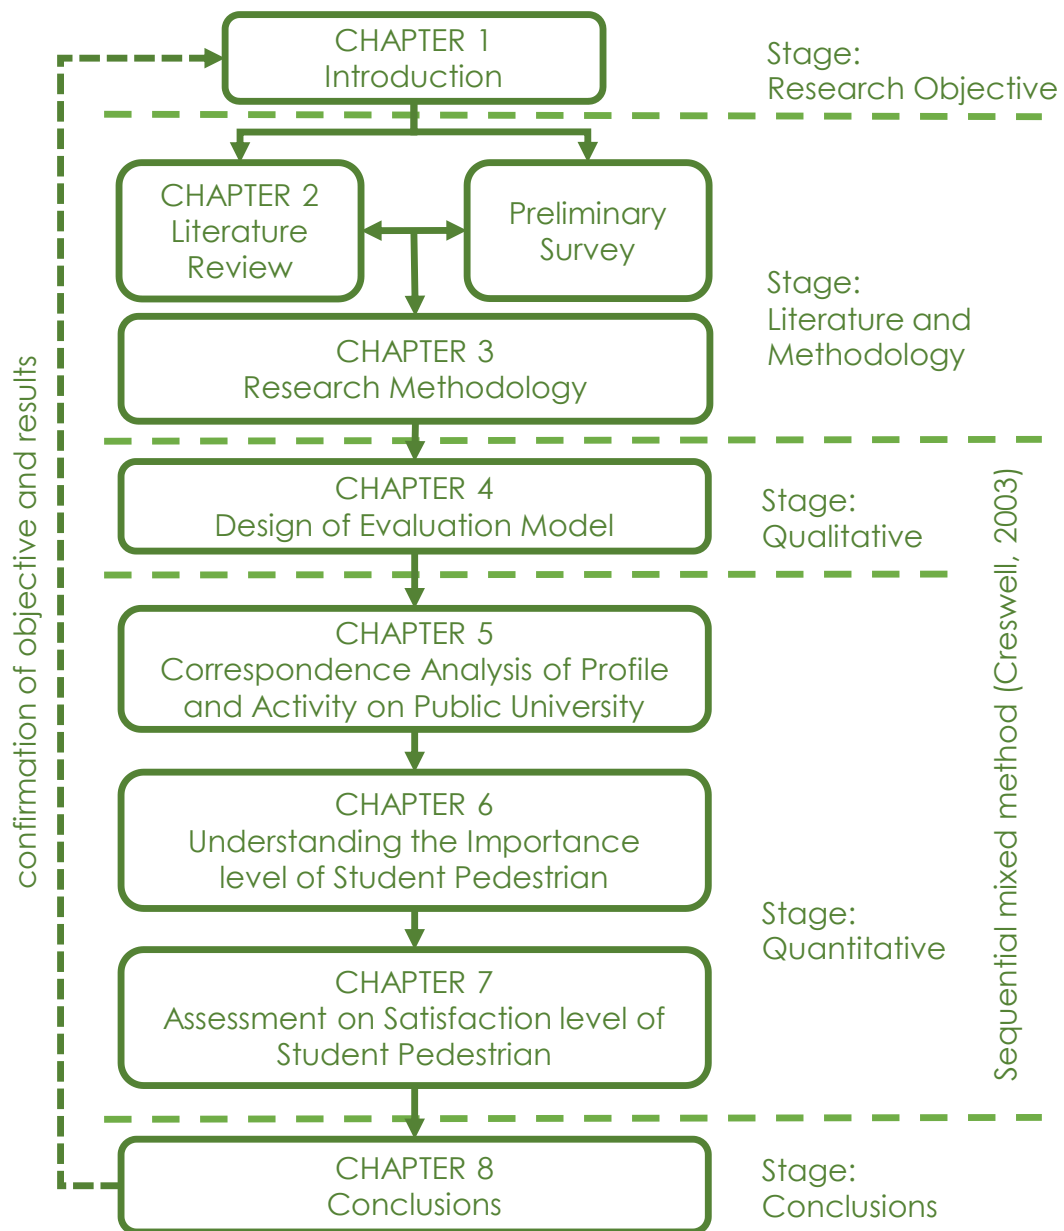 CHAPTER 1
Introduction
Stage:
Research Objective
CHAPTER 2
Literature
Review
Preliminary
Survey
Stage:
Literature and
Methodology
CHAPTER 3
Research Methodology
CHAPTER 4
Design of Evaluation Model
Stage:
Qualitative
CHAPTER 5
Correspondence Analysis of Profile
and Activity on Public University
CHAPTER 6
Understanding the Importance
level of Student Pedestrian
Stage:
Quantitative
CHAPTER 7
Assessment on Satisfaction level of
Student Pedestrian
CHAPTER 8
Conclusions
Stage:
Conclusions
confirmation of objective and results
Sequential mixed method (Creswell, 2003)